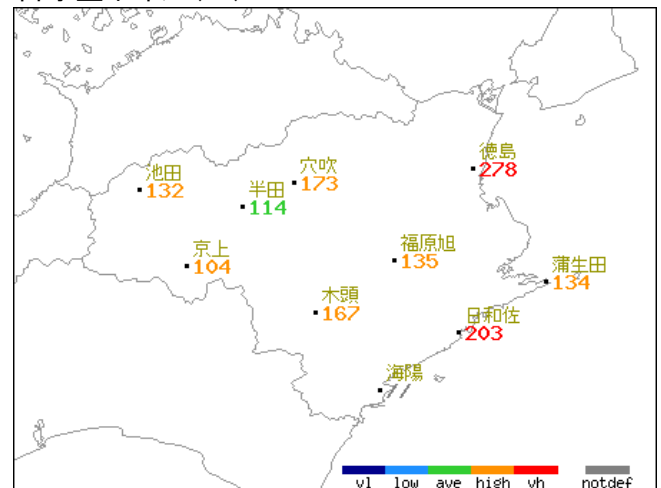 徳島
278
穴吹
173
池田
132
半田
114
福原旭
135
京上
104
蒲生田
134
木頭
167
日和佐
203
海陽
//
vl low ave high vh notdef